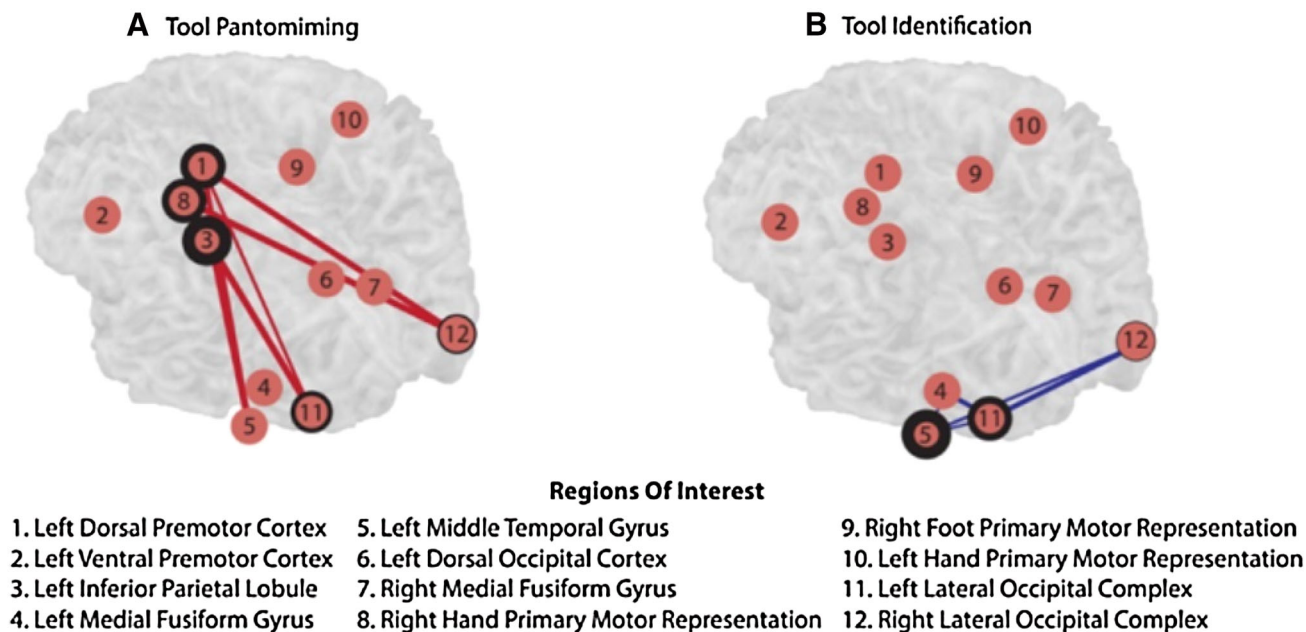 A Tool Pantomiming
B Tool Identification
10
1
9
8
2
3
6
7
12
4
11
5
10
1
9
8
2
3
6
7
12
4
11
5
Regions Of Interest
1. Left Dorsal Premotor Cortex
2. Left Ventral Premotor Cortex
3. Left Inferior Parietal Lobule
4. Left Medial Fusiform Gyrus
5. Left Middle Temporal Gyrus
6. Left Dorsal Occipital Cortex
7. Right Medial Fusiform Gyrus
8. Right Hand Primary Motor Representation
9. Right Foot Primary Motor Representation
10. Left Hand Primary Motor Representation
11. Left Lateral Occipital Complex
12. Right Lateral Occipital Complex